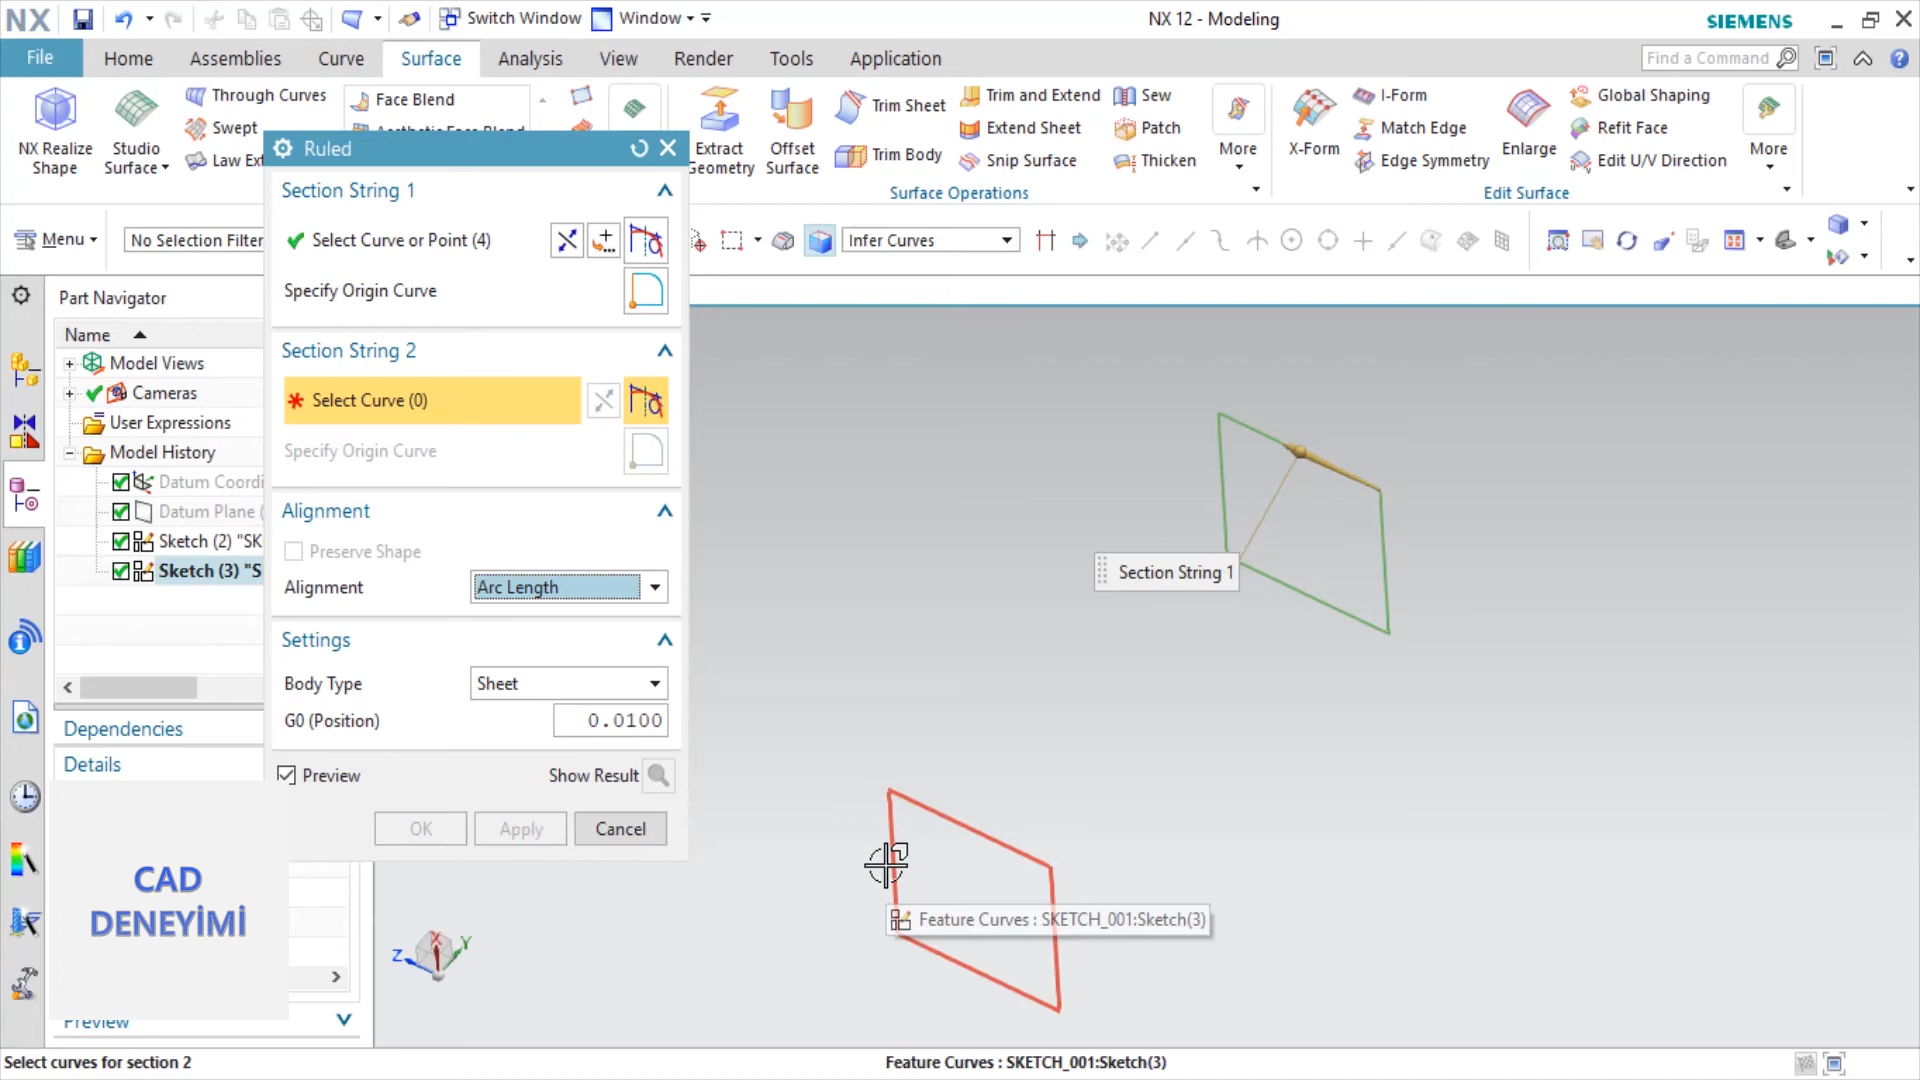 NX
Switch Window
Window
NX 12 - Modeling
SIEMENS
File
Home
Assemblies
Curve
Surface
Analysis
View
Render
Tools
Application
Find a Command
NX Realize
Shape
Studio
Surface
Through Curves
Swept
Law Ext
Face Blend
Extract
Geometry
Offset
Surface
Trim Sheet
Trim Body
Trim and Extend
Extend Sheet
Snip Surface
Sew
Patch
Thicken
More
Surface Operations
X-Form
I-Form
Match Edge
Edge Symmetry
Enlarge
Global Shaping
Refit Face
Edit U/V Direction
More
Edit Surface
Menu
No Selection Filter
Infer Curves
Ruled
Section String 1
Select Curve or Point (4)
Specify Origin Curve
Section String 2
* Select Curve (0)
Specify Origin Curve
Alignment
Preserve Shape
Alignment
Arc Length
Settings
Body Type
Sheet
G0 (Position)
0.0100
Preview
Show Result
OK
Apply
Cancel
Part Navigator
Name
Model Views
Cameras
User Expressions
Model History
Datum Coordi
Datum Plane (
Sketch (2) "SK
Sketch (3) "S
Dependencies
Details
CAD
DENEYİMİ
Preview
Section String 1
Feature Curves : SKETCH_001:Sketch(3)
Z
X
Y
Select curves for section 2
Feature Curves : SKETCH_001:Sketch(3)